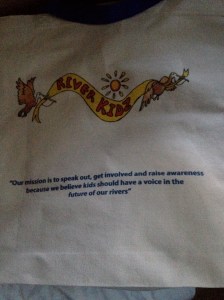 RIVER KIDS
"Our mission is to speak out, get involved and raise awareness
because we believe kids should have a voice in the
future of our rivers"